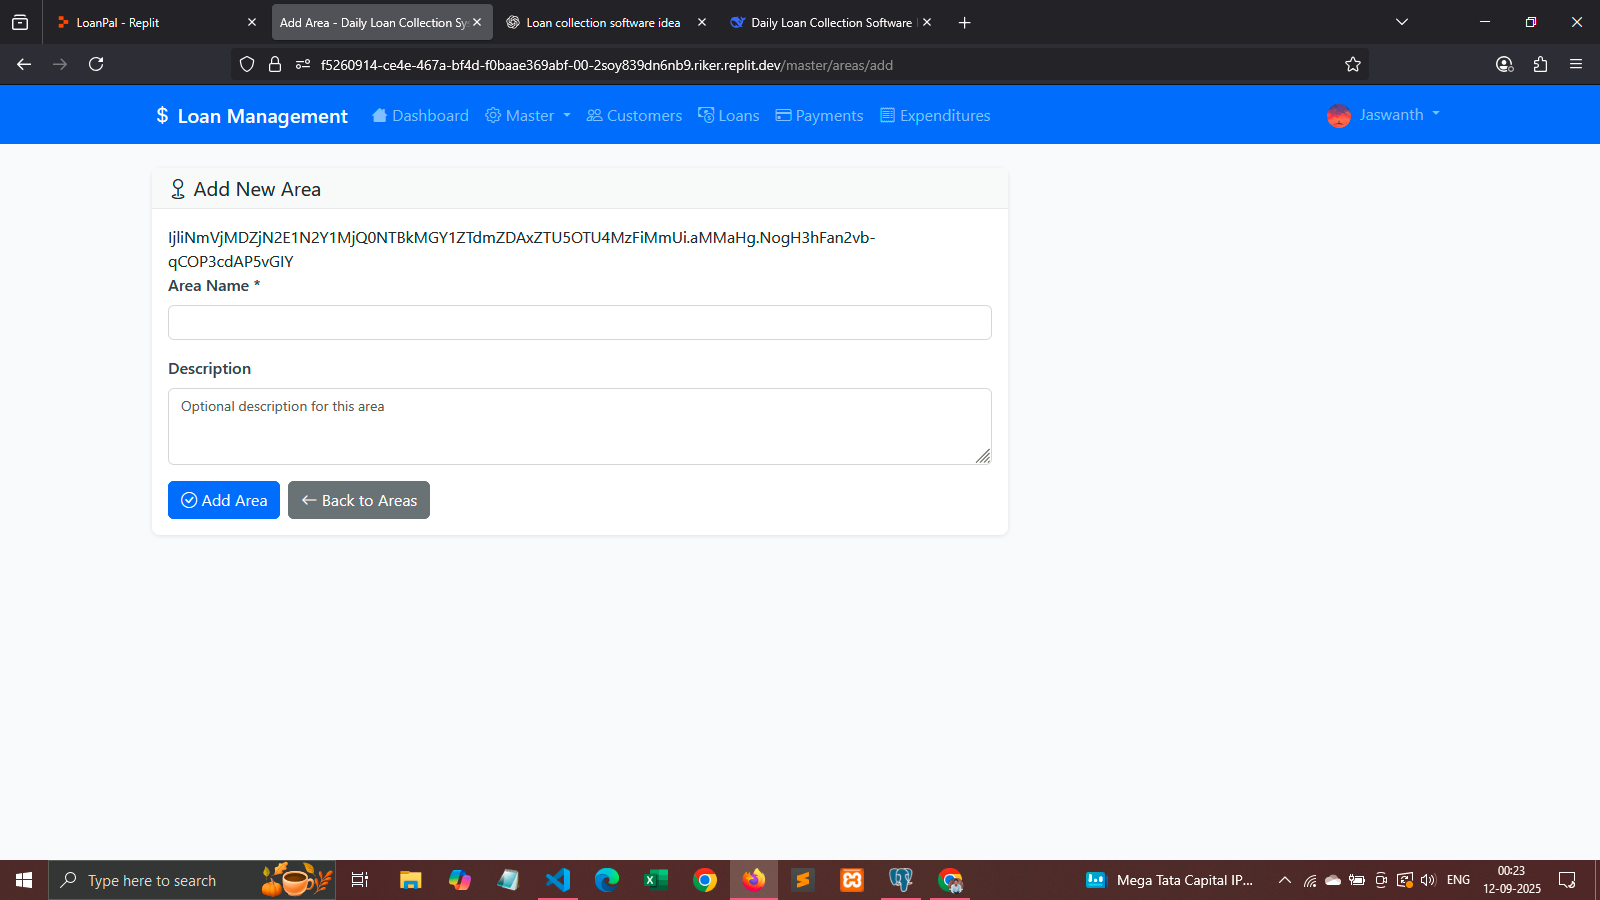 LoanPal - Replit
Add Area - Daily Loan Collection Sy
Loan collection software idea
Daily Loan Collection Software
f5260914-ce4e-467a-bf4d-f0baae369abf-00-2soy839dn6nb9.riker.replit.dev/master/areas/add
$ Loan Management
Dashboard
Master
Customers
Loans
Payments
Expenditures
Jaswanth
Add New Area
IjliNmVjMDZjN2E1N2Y1MjQ0NTBkMGY1ZTdmZDAxZTU5OTU4MzFiMmUi.aMMaHg.NogH3hFan2vb-
qCOP3cdAP5vGIY
Area Name *
Description
Optional description for this area
Add Area
Back to Areas
Type here to search
Mega Tata Capital IP...
ENG
00:23
12-09-2025